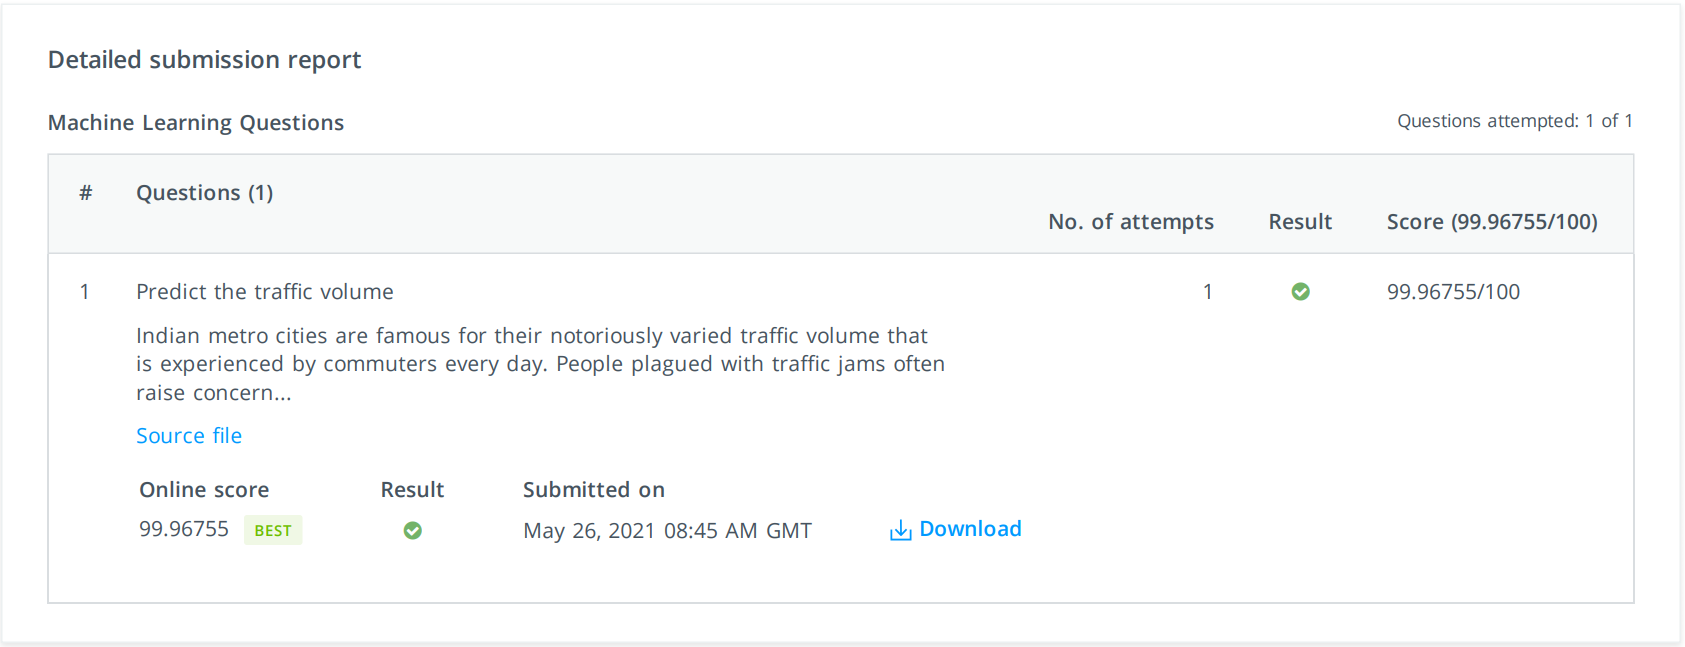 Detailed submission report
Machine Learning Questions
Questions attempted: 1 of 1
# Questions (1)
No. of attempts Result Score (99.96755/100)
1 Predict the traffic volume 1 99.96755/100
Indian metro cities are famous for their notoriously varied traffic volume that
is experienced by commuters every day. People plagued with traffic jams often
raise concern...
Source file
Online score Result Submitted on
99.96755 BEST May 26, 2021 08:45 AM GMT Download